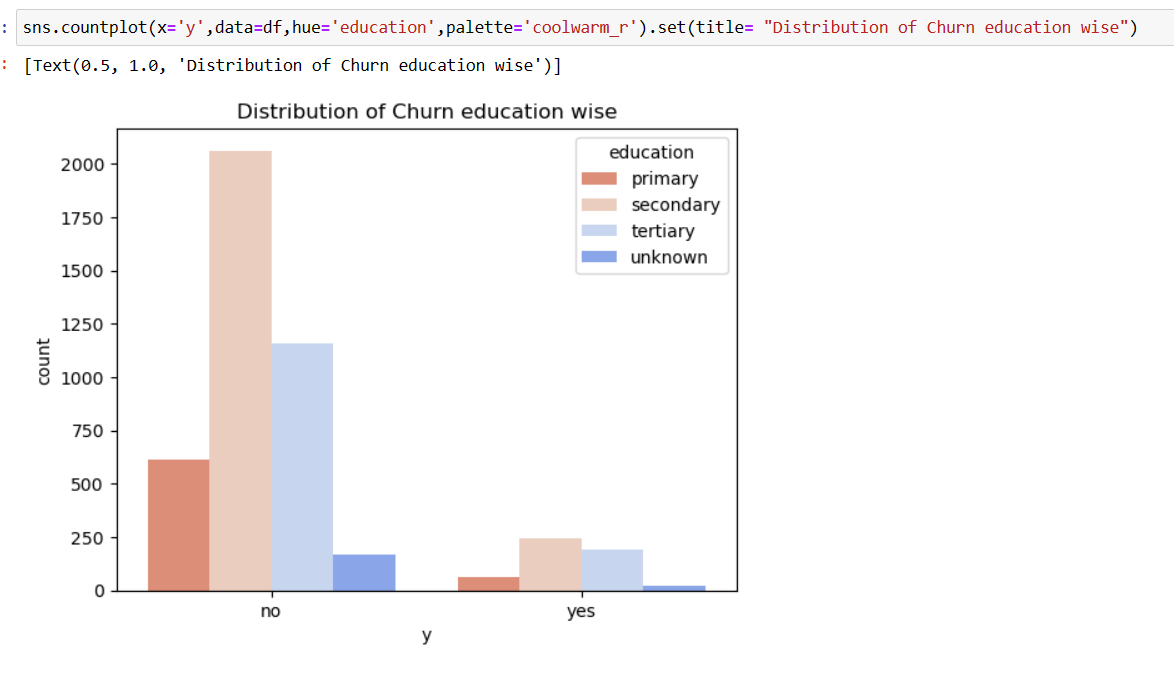 : sns.countplot(x='y',data=df,hue='education',palette='coolwarm_r').set(title= "Distribution of Churn education wise")
: [Text(0.5, 1.0, 'Distribution of Churn education wise')]
Distribution of Churn education wise
education
primary
secondary
tertiary
unknown
2000
1750
1500
1250
1000
750
500
250
0
count
no yes
y